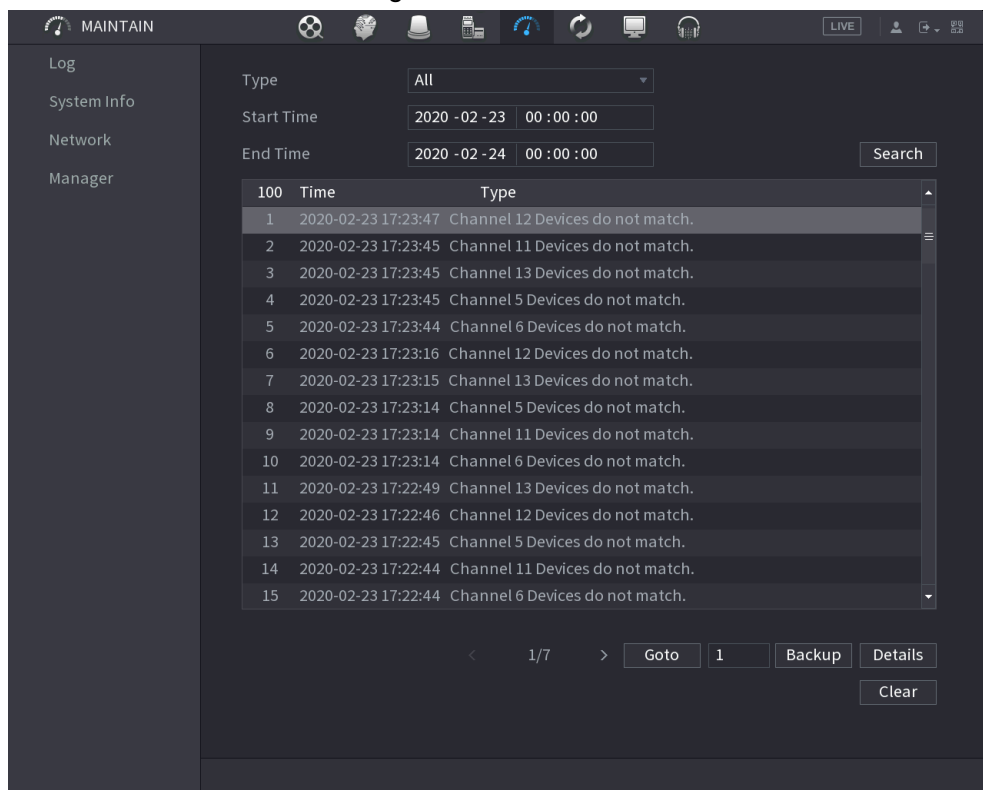 MAINTAIN LIVE
Log
System Info
Network
Manager
Type All
Start Time 2020 -02 -23 00 : 00 : 00
End Time 2020 -02 -24 00 : 00 : 00 Search
100 Time Type
1 2020-02-23 17:23:47 Channel 12 Devices do not match.
2 2020-02-23 17:23:45 Channel 11 Devices do not match.
3 2020-02-23 17:23:45 Channel 13 Devices do not match.
4 2020-02-23 17:23:45 Channel 5 Devices do not match.
5 2020-02-23 17:23:44 Channel 6 Devices do not match.
6 2020-02-23 17:23:16 Channel 12 Devices do not match.
7 2020-02-23 17:23:15 Channel 13 Devices do not match.
8 2020-02-23 17:23:14 Channel 5 Devices do not match.
9 2020-02-23 17:23:14 Channel 11 Devices do not match.
10 2020-02-23 17:23:14 Channel 6 Devices do not match.
11 2020-02-23 17:22:49 Channel 13 Devices do not match.
12 2020-02-23 17:22:46 Channel 12 Devices do not match.
13 2020-02-23 17:22:45 Channel 5 Devices do not match.
14 2020-02-23 17:22:44 Channel 11 Devices do not match.
15 2020-02-23 17:22:44 Channel 6 Devices do not match.
< 1/7 > Goto 1 Backup Details
Clear